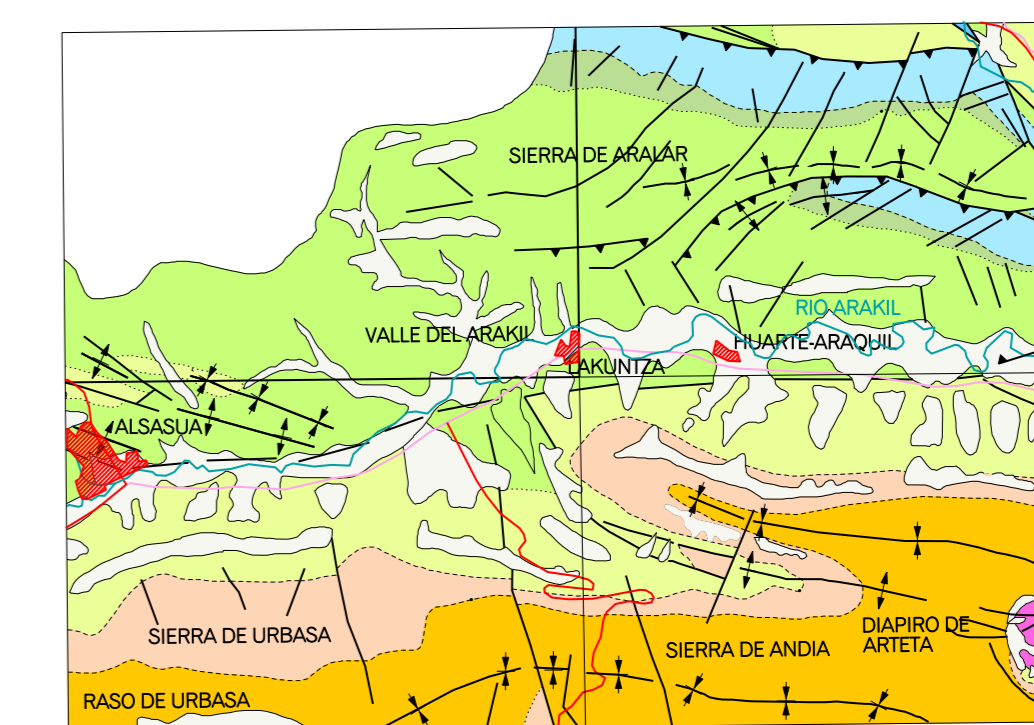 SIERRA DE ARALAR
RIO ARAKIL
VALLE DEL ARAKIL
HUARTE-ARAQUIL
LAKUNTZA
ALSASUA
SIERRA DE URBASA
DIAPIRO DE
ARTETA
SIERRA DE ANDIA
RASO DE URBASA